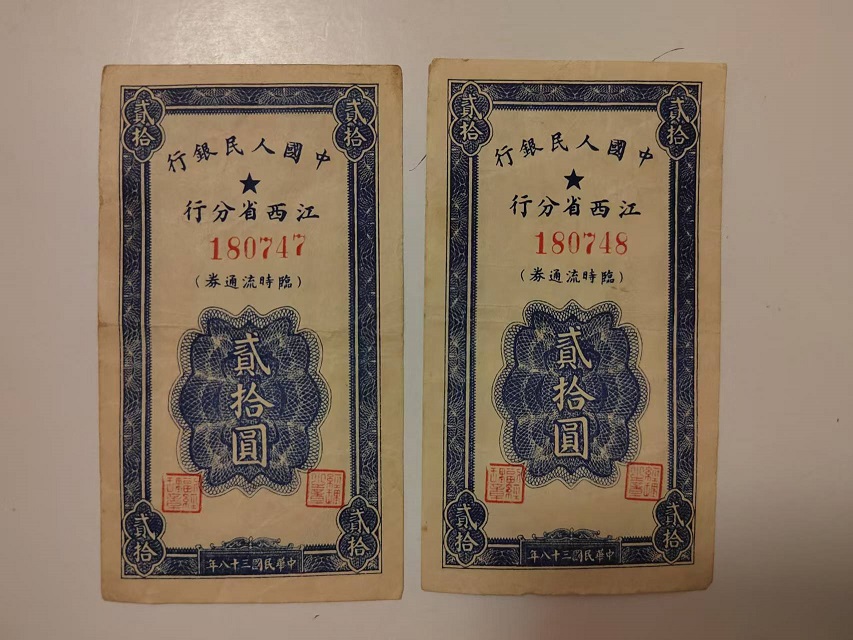 貳拾
貳拾
中國人民銀行
★
江西省分行
180747
(臨時流通券)
貳拾圓
貳拾
貳拾
中華民國三十八年
貳拾
貳拾
中國人民銀行
★
江西省分行
180748
(臨時流通券)
貳拾圓
貳拾
貳拾
中華民國三十八年